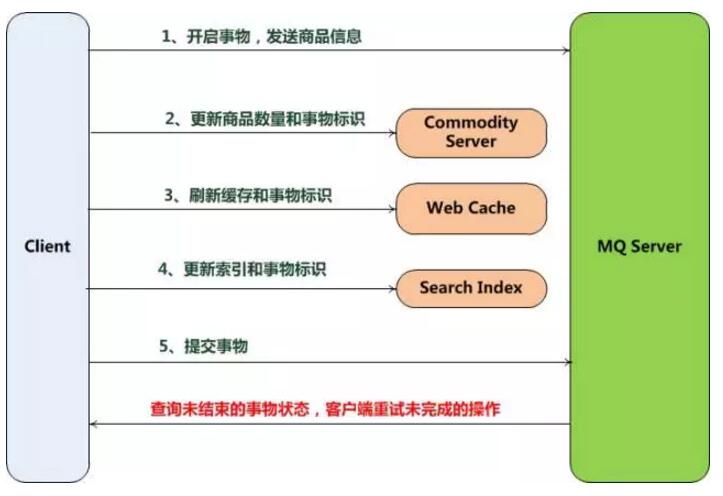 1、开启事物，发送商品信息
2、更新商品数量和事物标识
Commodity
Server
3、刷新缓存和事物标识
Web Cache
Client
MQ Server
4、更新索引和事物标识
Search Index
5、提交事物
查询未结束的事物状态，客户端重试未完成的操作